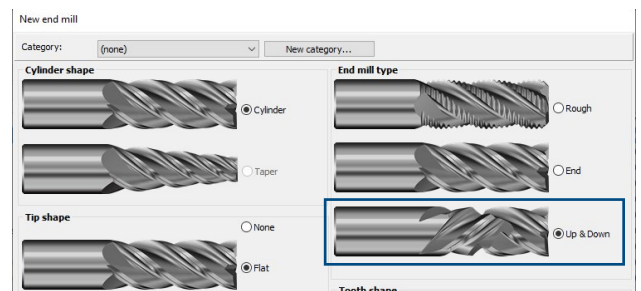 New end mill
Category:
(none)
New category...
Cylinder shape
Cylinder
Taper
Tip shape
None
Flat
End mill type
Rough
End
Up & Down
Tooth shape